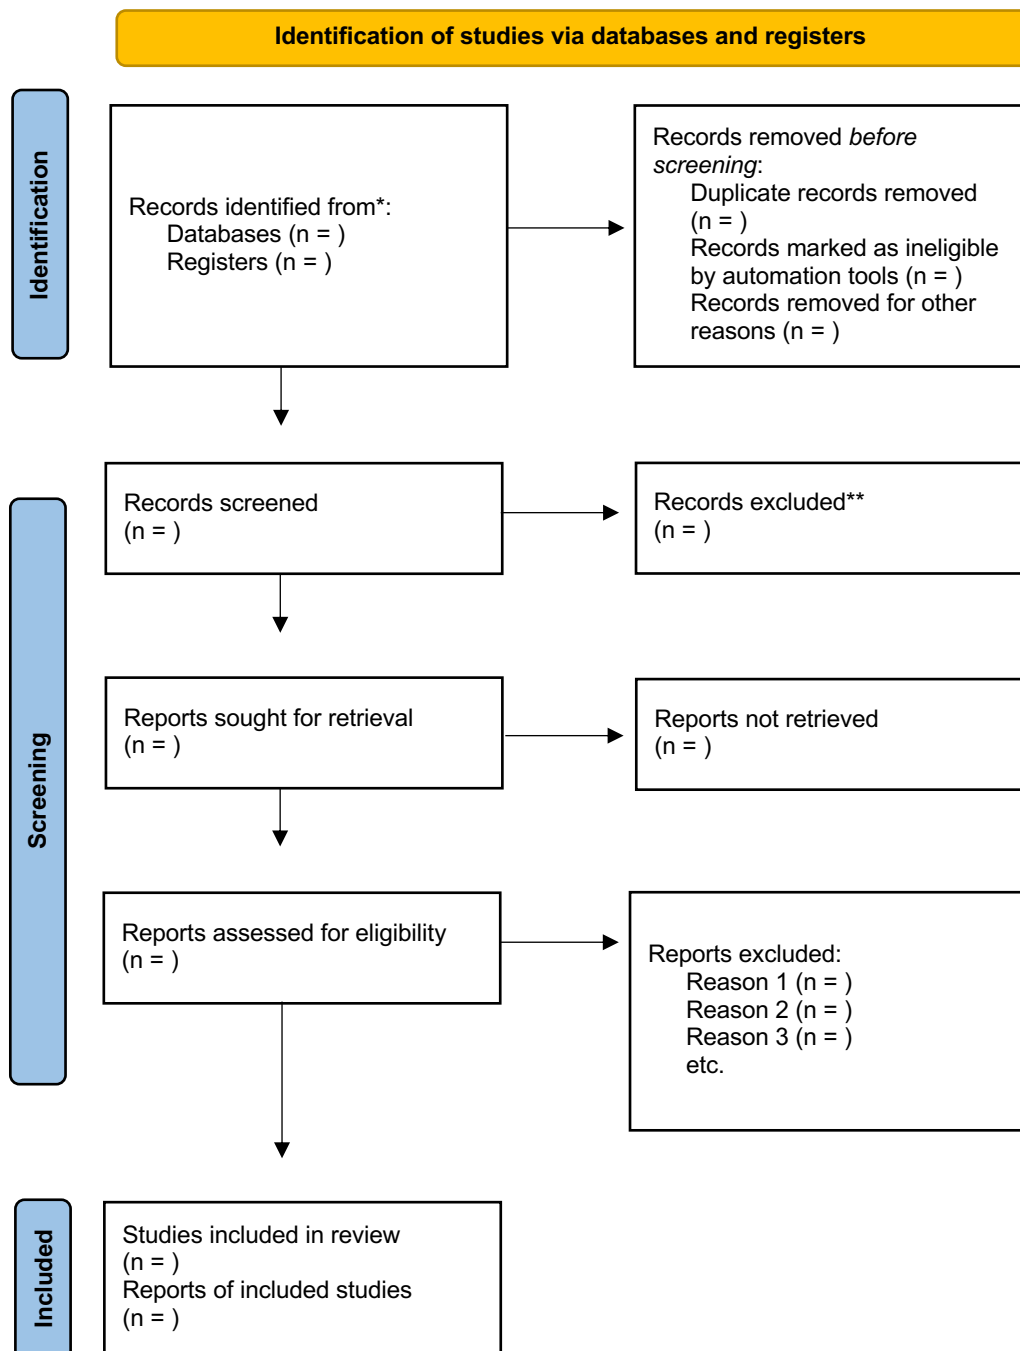 Identification of studies via databases and registers
Identification
Records identified from*:
Databases (n = )
Registers (n = )
Records removed before
screening:
Duplicate records removed
(n = )
Records marked as ineligible
by automation tools (n = )
Records removed for other
reasons (n = )
Screening
Records screened
(n = )
Records excluded**
(n = )
Reports sought for retrieval
(n = )
Reports not retrieved
(n = )
Reports assessed for eligibility
(n = )
Reports excluded:
Reason 1 (n = )
Reason 2 (n = )
Reason 3 (n = )
etc.
Included
Studies included in review
(n = )
Reports of included studies
(n = )